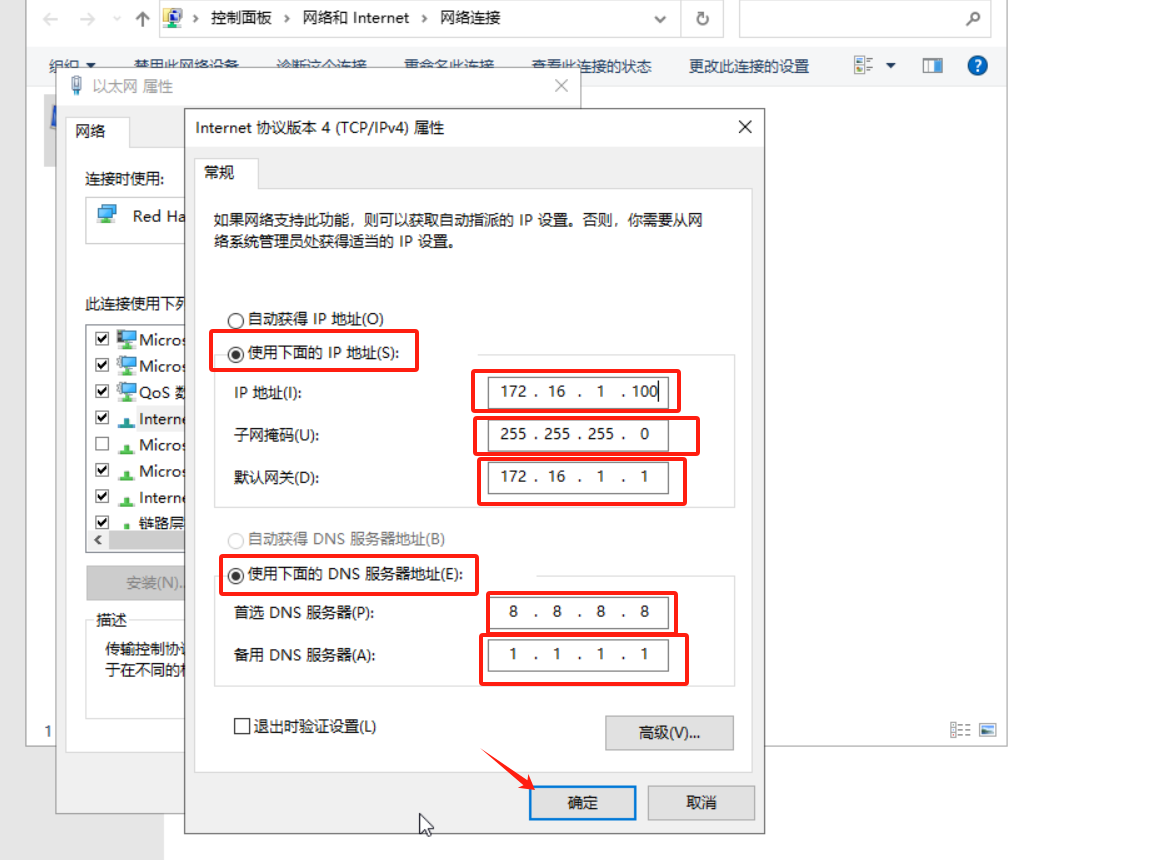 控制面板 › 网络和 Internet › 网络连接
组织 禁用此网络设备 诊断这个连接 重命名此连接 查看此连接的状态 更改此连接的设置
以太网 属性
网络
Internet 协议版本 4 (TCP/IPv4) 属性
常规
连接时使用:
Red Ha
如果网络支持此功能，则可以获取自动指派的 IP 设置。否则，你需要从网
络系统管理员处获得适当的 IP 设置。
此连接使用下列
Micros
Micros
QoS 数
Interne
Micros
Micros
Interne
链路层
自动获得 IP 地址(O)
使用下面的 IP 地址(S):
IP 地址(I): 172 . 16 . 1 . 100
子网掩码(U): 255 . 255 . 255 . 0
默认网关(D): 172 . 16 . 1 . 1
自动获得 DNS 服务器地址(B)
使用下面的 DNS 服务器地址(E):
首选 DNS 服务器(P): 8 . 8 . 8 . 8
备用 DNS 服务器(A): 1 . 1 . 1 . 1
安装(N)...
描述
传输控制协议
于在不同的
退出时验证设置(L)
高级(V)...
1
确定 取消